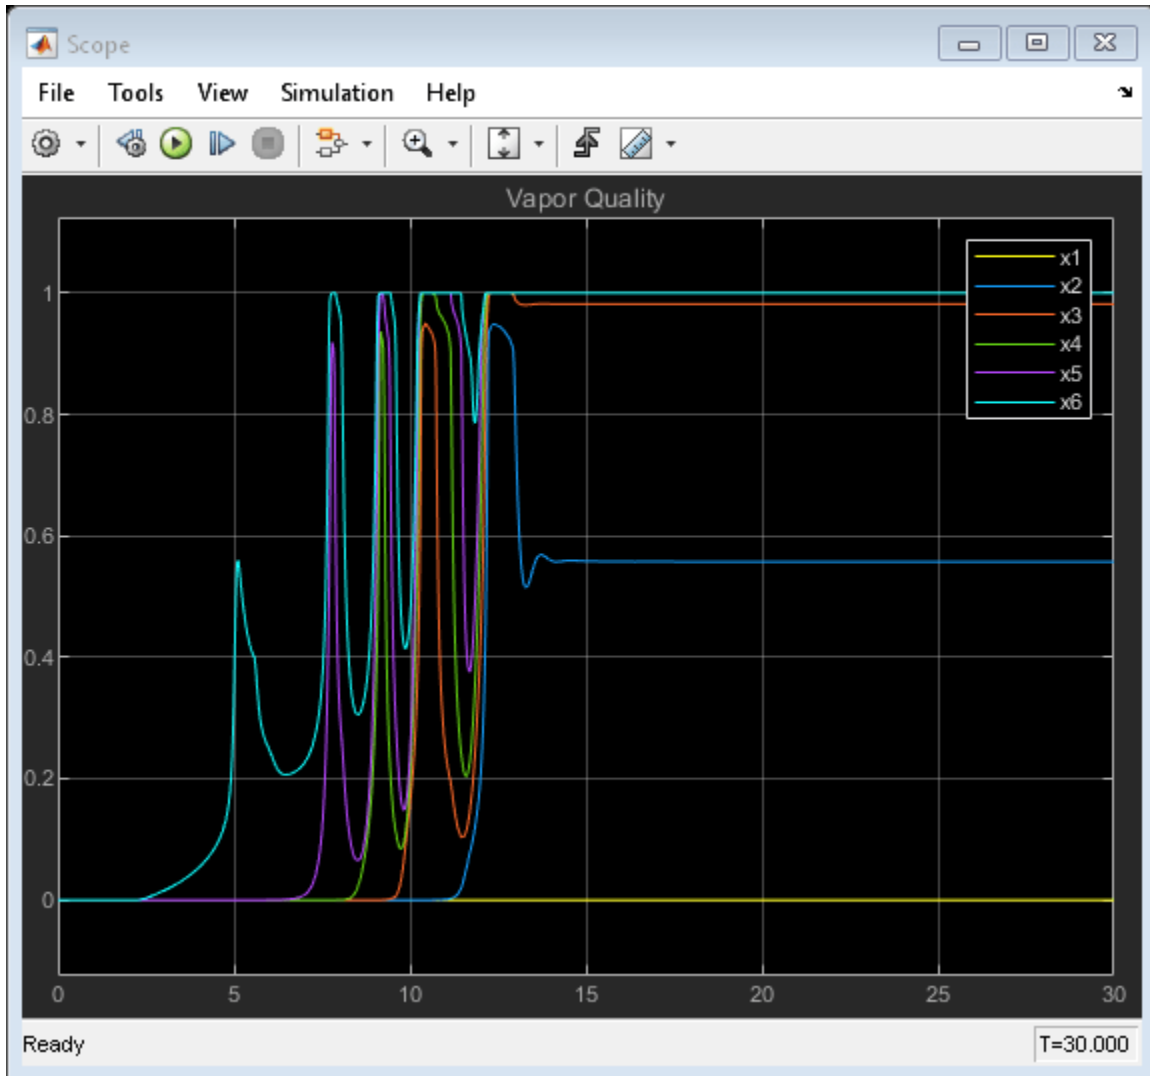 Scope
File Tools View Simulation Help
Vapor Quality
x1
x2
x3
x4
x5
x6
1
0.8
0.6
0.4
0.2
0
0 5 10 15 20 25 30
Ready T=30.000